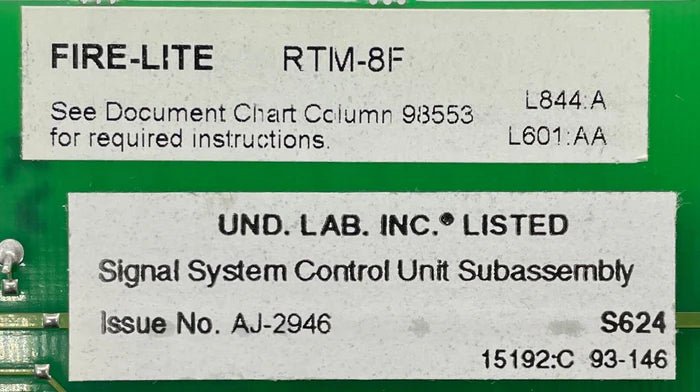 FIRE-LITE RTM-8F
See Document Chart Column 98553 L844:A
for required instructions. L601:AA
UND. LAB. INC.® LISTED
Signal System Control Unit Subassembly
Issue No. AJ-2946 S624
15192:C 93-146